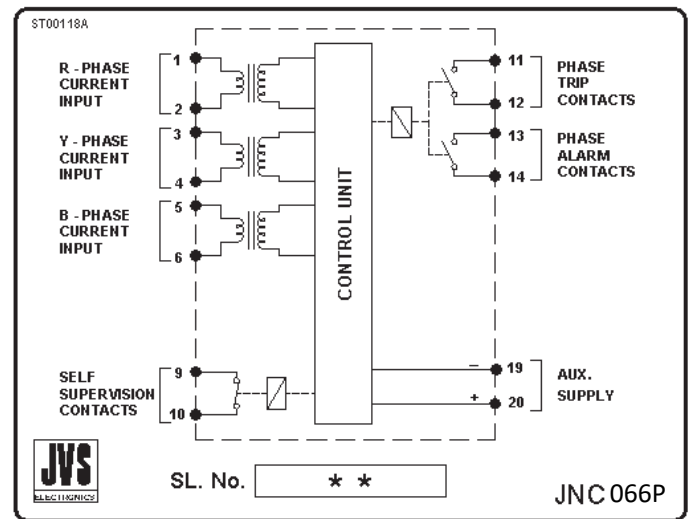 ST00118A
R - PHASE
CURRENT
INPUT
1
2
Y - PHASE
CURRENT
INPUT
3
4
B - PHASE
CURRENT
INPUT
5
6
SELF
SUPERVISION
CONTACTS
9
10
CONTROL UNIT
11
12
PHASE
TRIP
CONTACTS
13
14
PHASE
ALARM
CONTACTS
− 19
+ 20
AUX.
SUPPLY
JVS
ELECTRONICS
SL. No. * *
JNC 066P